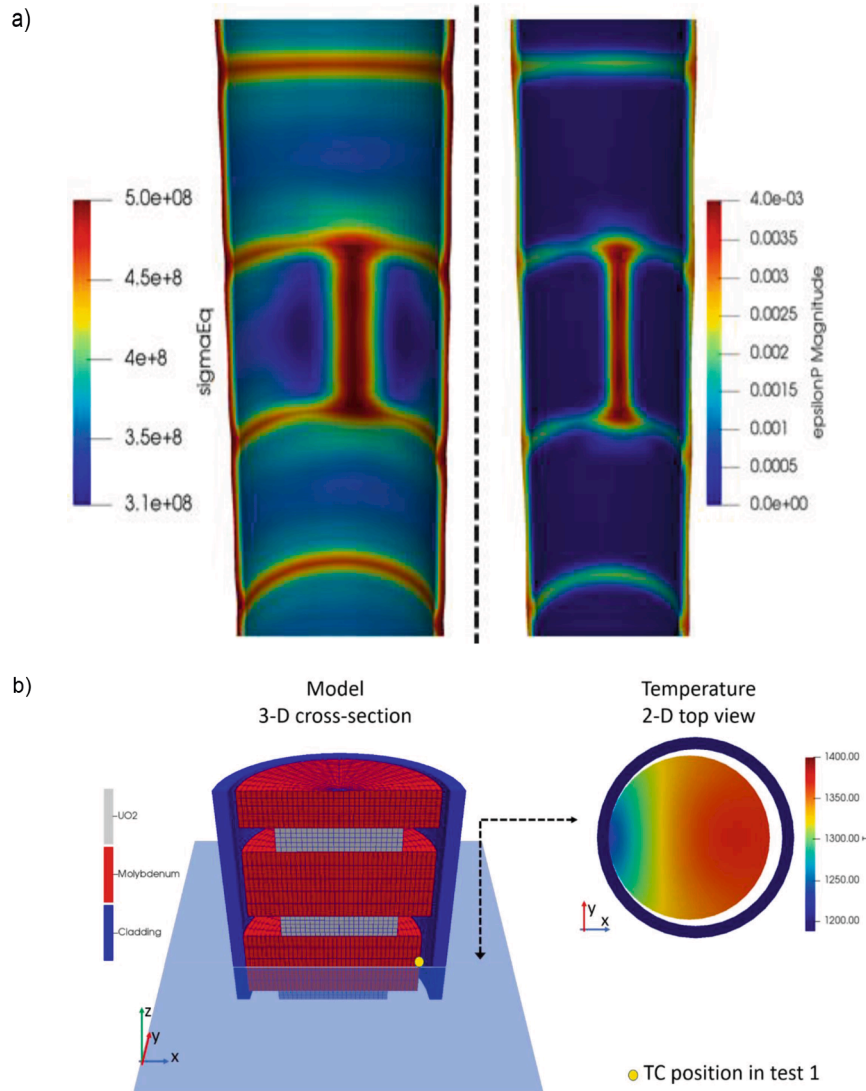 a)
5.0e+08
4.5e+8
4e+8
3.5e+8
3.1e+08
sigmaEq
4.0e-03
0.0035
0.003
0.0025
0.002
0.0015
0.001
0.0005
0.0e+00
epsilonP Magnitude
b)
Model
3-D cross-section
Temperature
2-D top view
UO2
Molybdenum
Cladding
1400.00
1350.00
1300.00
1250.00
1200.00
T
y
x
z
y
x
TC position in test 1